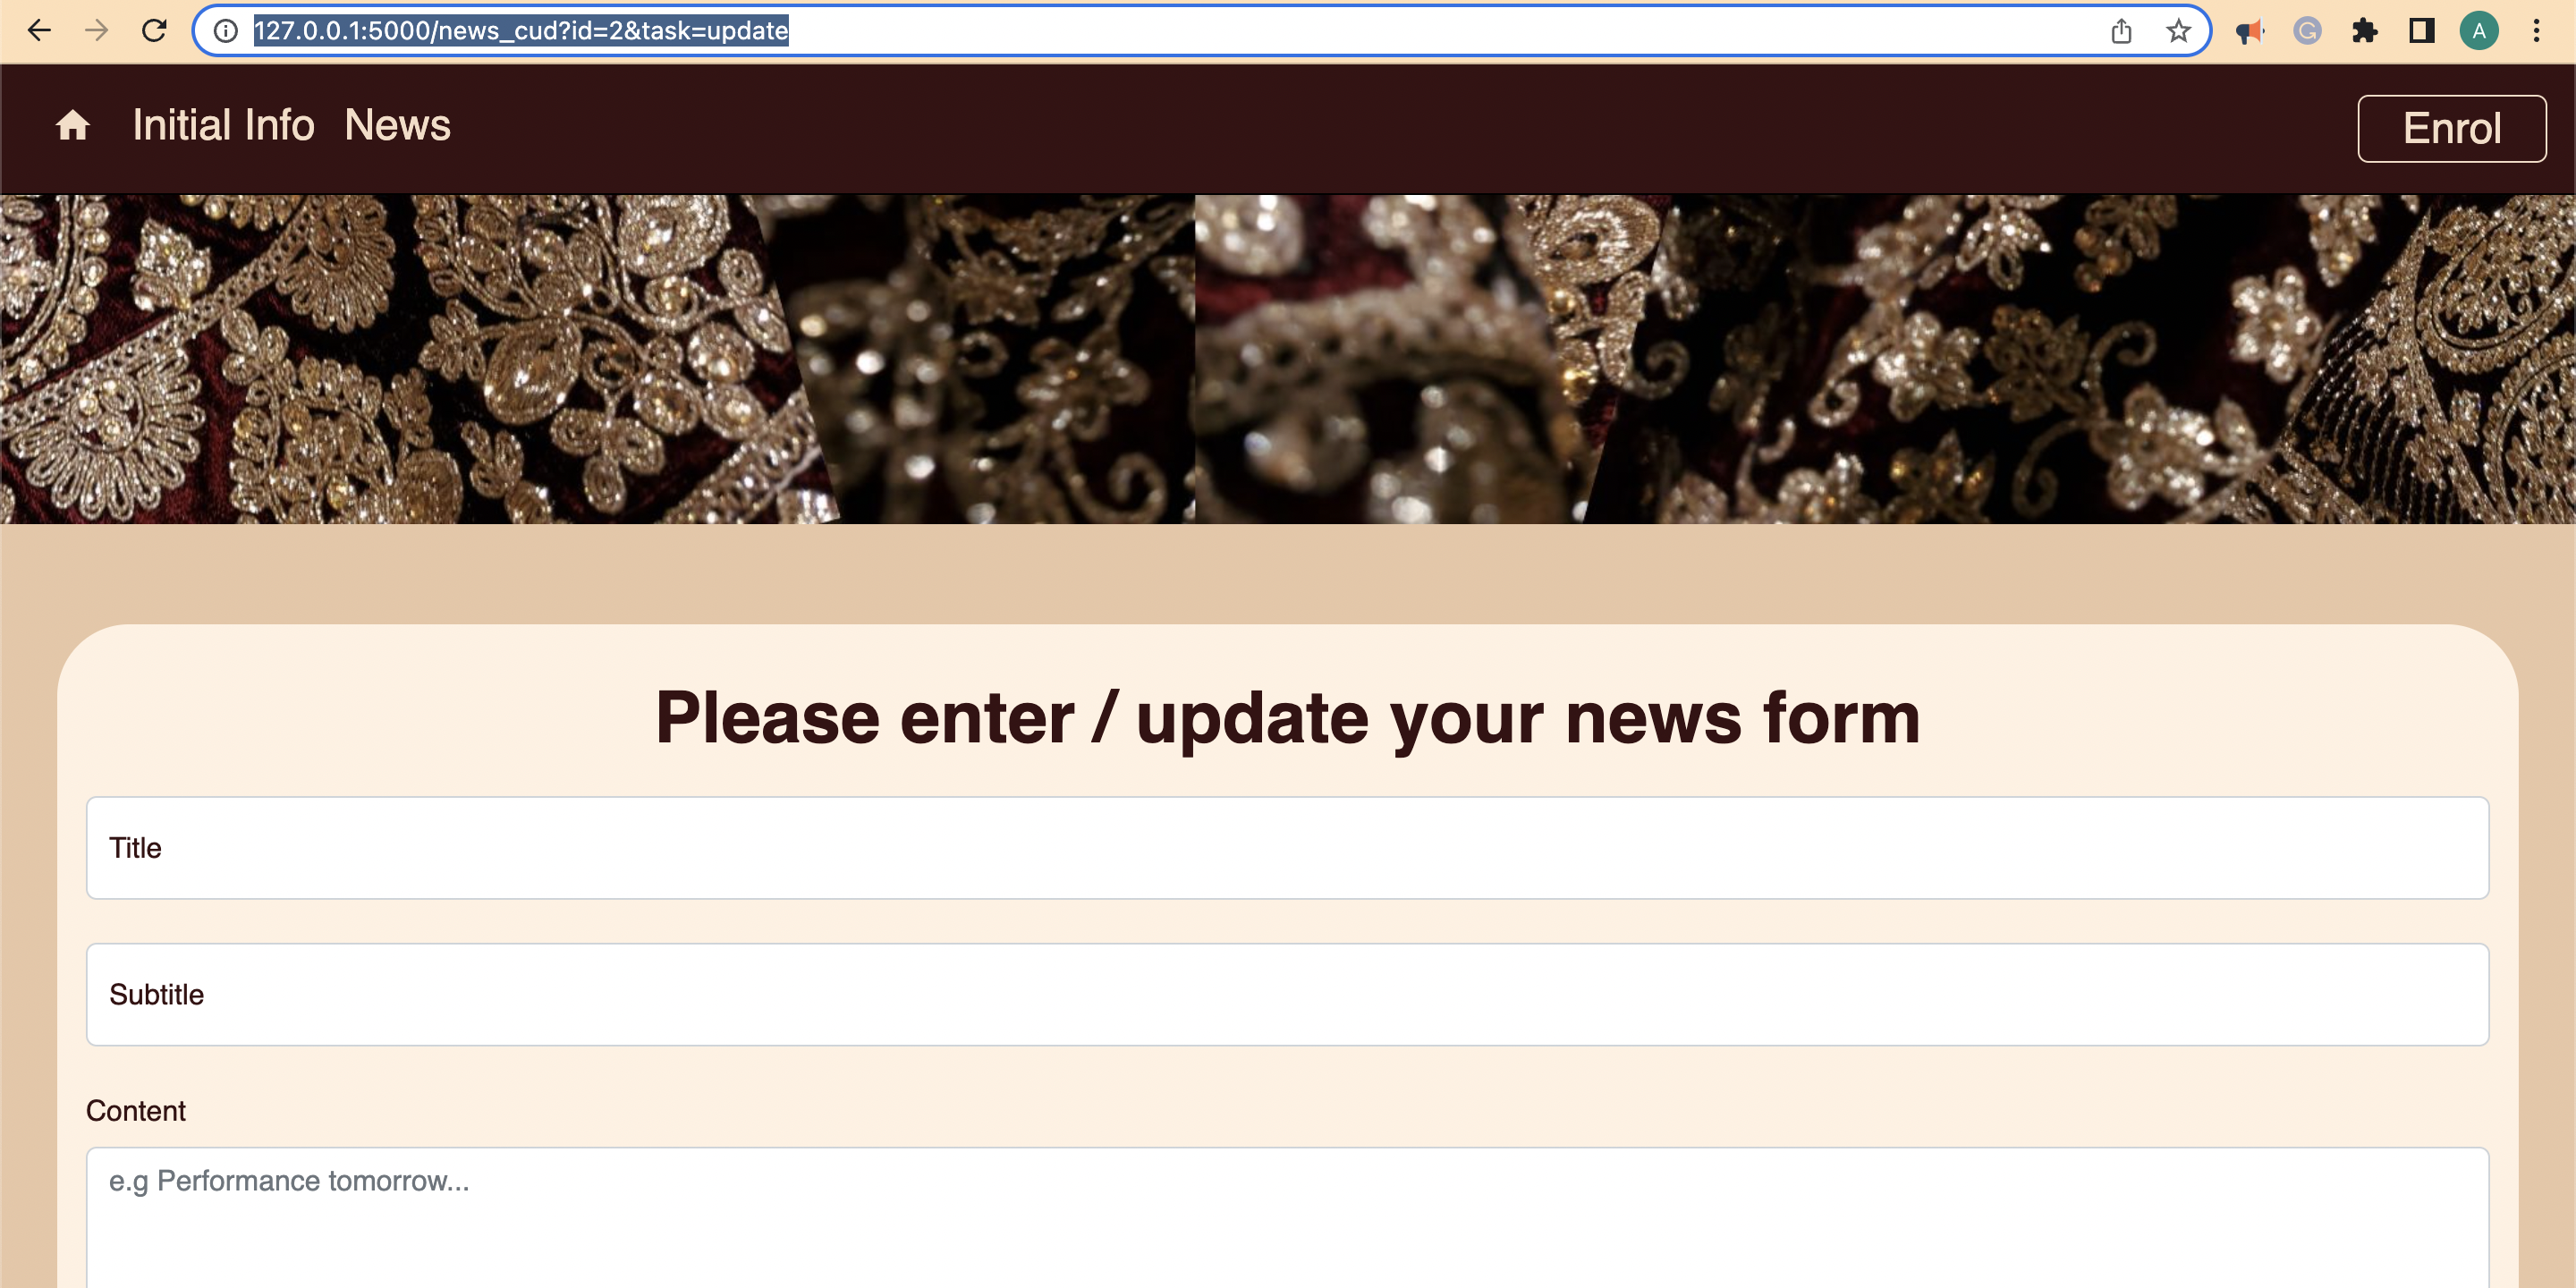 127.0.0.1:5000/news_cud?id=2&task=update
A
Initial Info News
Enrol
Please enter / update your news form
Title
Subtitle
Content
e.g Performance tomorrow...